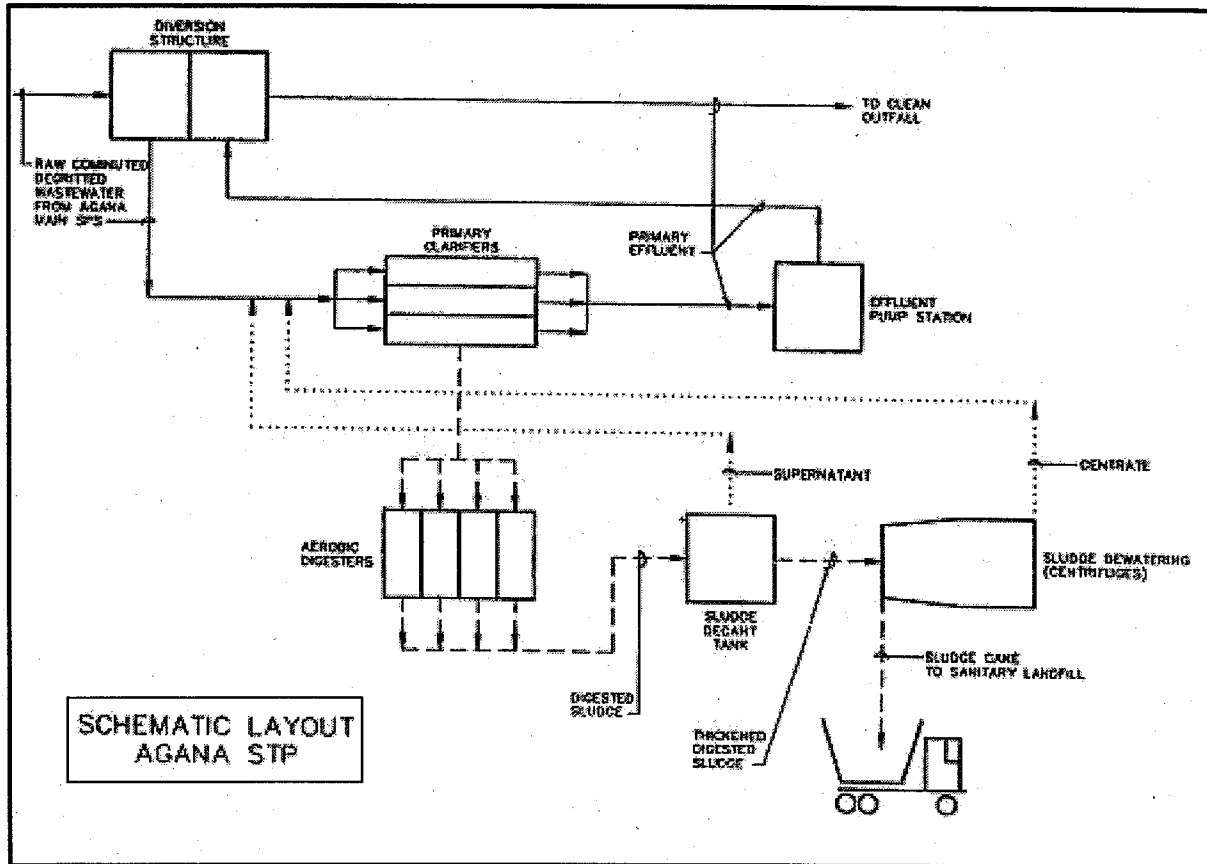 DIVERSION
STRUCTURE
TO CLEAN
OUTFALL
RAW COMINUTED
DEGRITTED
WASTEWATER
FROM AGANA
MAIN SPS
PRIMARY
CLARIFIERS
PRIMARY
EFFLUENT
EFFLUENT
PUMP STATION
SUPERNATANT
CENTRATE
AEROBIC
DIGESTERS
SLUDGE DEWATERING
(CENTRIFUGES)
SLUDGE
DECANT
TANK
SLUDGE CAKE
TO SANITARY LANDFILL
DIGESTED
SLUDGE
THICKENED
DIGESTED
SLUDGE
SCHEMATIC LAYOUT
AGANA STP